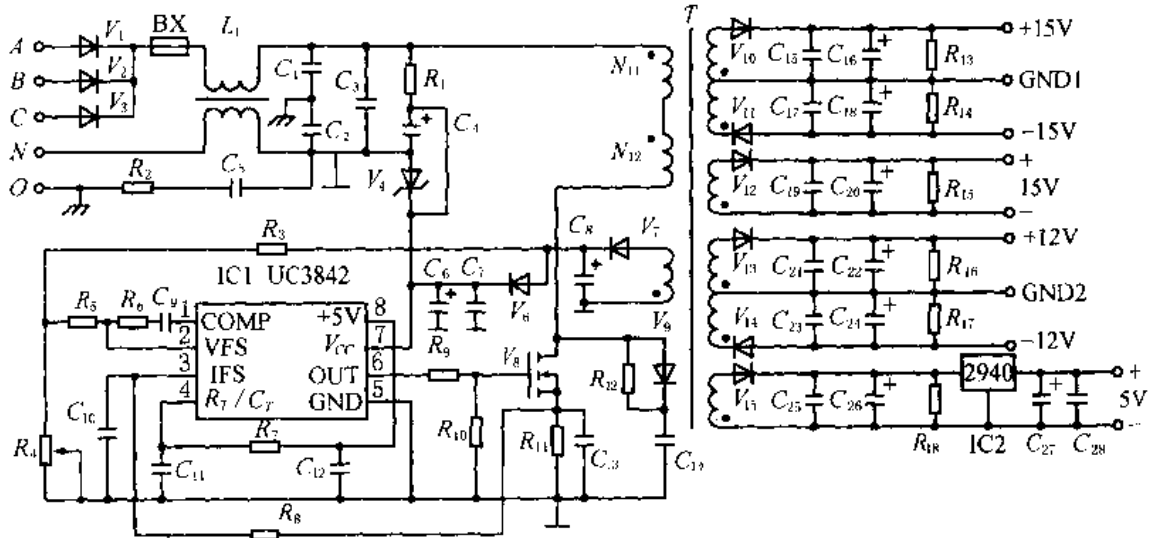 T
A
V₁
BX
L₁
B
V₂
C
V₃
N
O
R₂
C₅
C₁
C₂
C₃
R₁
C₄
V₄
N₁₁
N₁₂
V₁₀
C₁₅
C₁₆
R₁₃
+15V
GND1
V₁₁
C₁₇
C₁₈
R₁₄
−15V
V₁₂
C₁₉
C₂₀
R₁₅
+
15V
−
V₁₃
C₂₁
C₂₂
R₁₆
+12V
GND2
V₁₄
C₂₃
C₂₄
R₁₇
−12V
V₁₅
C₂₅
C₂₆
R₁₈
2940
IC2
C₂₇
C₂₈
+
5V
−
R₃
C₈
V₇
IC1 UC3842
C₆
C₇
V₆
R₅
R₆
C₉
1 COMP
2 VFS
3 IFS
4 R_T / C_T
+5V 8
V_CC 7
OUT 6
GND 5
R₉
V₈
V₉
R₁₂
C₁₀
R₇
R₁₀
R₁₁
C₁₃
R₄
C₁₁
C₁₂
R₈